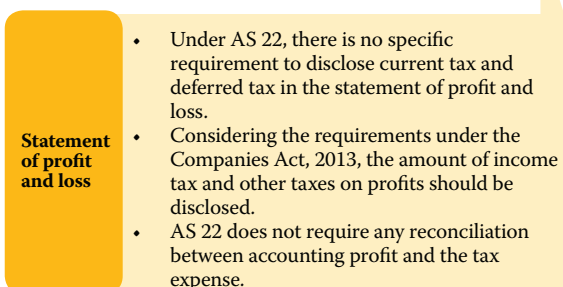 Statement
of profit
and loss
• Under AS 22, there is no specific
requirement to disclose current tax and
deferred tax in the statement of profit and
loss.
• Considering the requirements under the
Companies Act, 2013, the amount of income
tax and other taxes on profits should be
disclosed.
• AS 22 does not require any reconciliation
between accounting profit and the tax
expense.